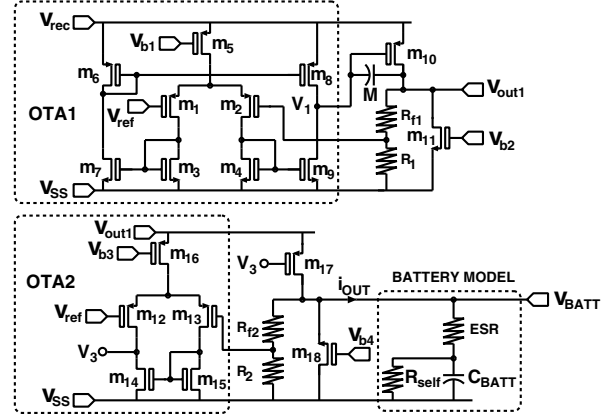 Vrec
Vb1
m5
m6
m8
m10
OTA1
Vref
m1
m2
V1
M
Vout1
Rf1
m11
Vb2
m7
m3
m4
m9
R1
VSS
Vout1
Vb3
m16
V3
m17
OTA2
iOUT
BATTERY MODEL
VBATT
Vref
m12
m13
Rf2
ESR
Vb4
V3
m18
m14
m15
R2
Rself
CBATT
VSS